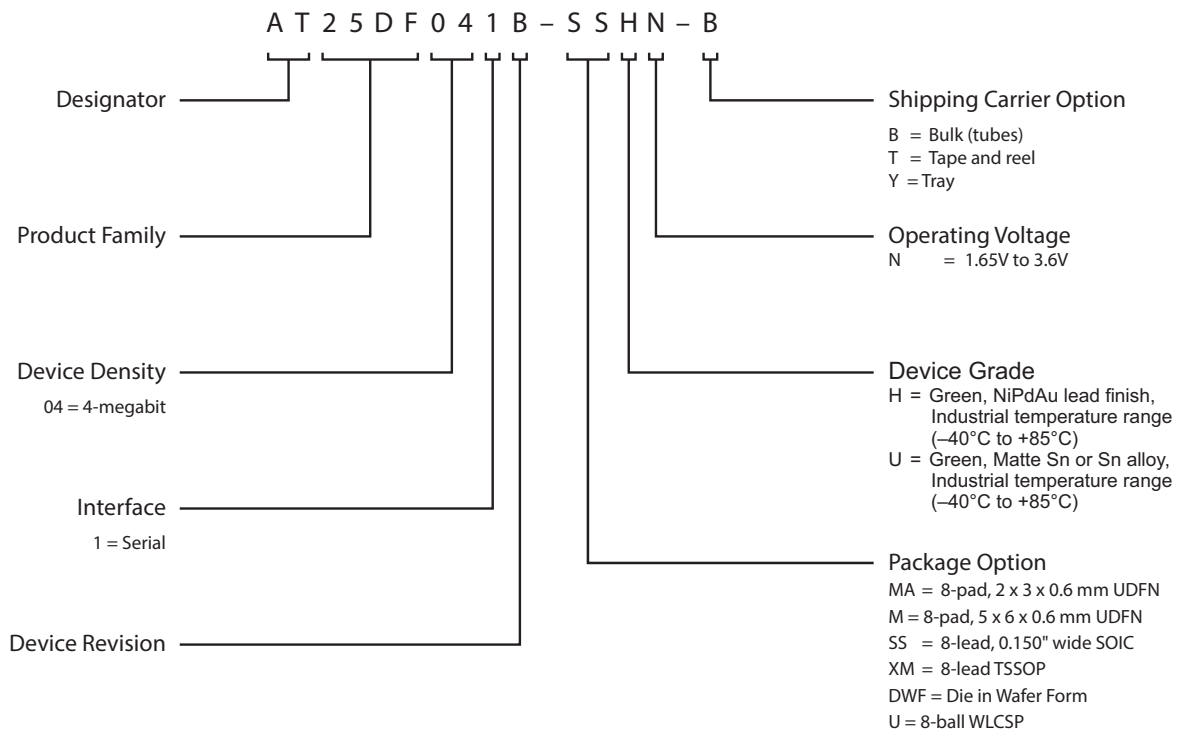 A T 2 5 D F 0 4 1 B – S S H N – B
Designator
Product Family
Device Density
04 = 4-megabit
Interface
1 = Serial
Device Revision
Shipping Carrier Option
B = Bulk (tubes)
T = Tape and reel
Y = Tray
Operating Voltage
N = 1.65V to 3.6V
Device Grade
H = Green, NiPdAu lead finish,
Industrial temperature range
(–40°C to +85°C)
U = Green, Matte Sn or Sn alloy,
Industrial temperature range
(–40°C to +85°C)
Package Option
MA = 8-pad, 2 x 3 x 0.6 mm UDFN
M = 8-pad, 5 x 6 x 0.6 mm UDFN
SS = 8-lead, 0.150" wide SOIC
XM = 8-lead TSSOP
DWF = Die in Wafer Form
U = 8-ball WLCSP